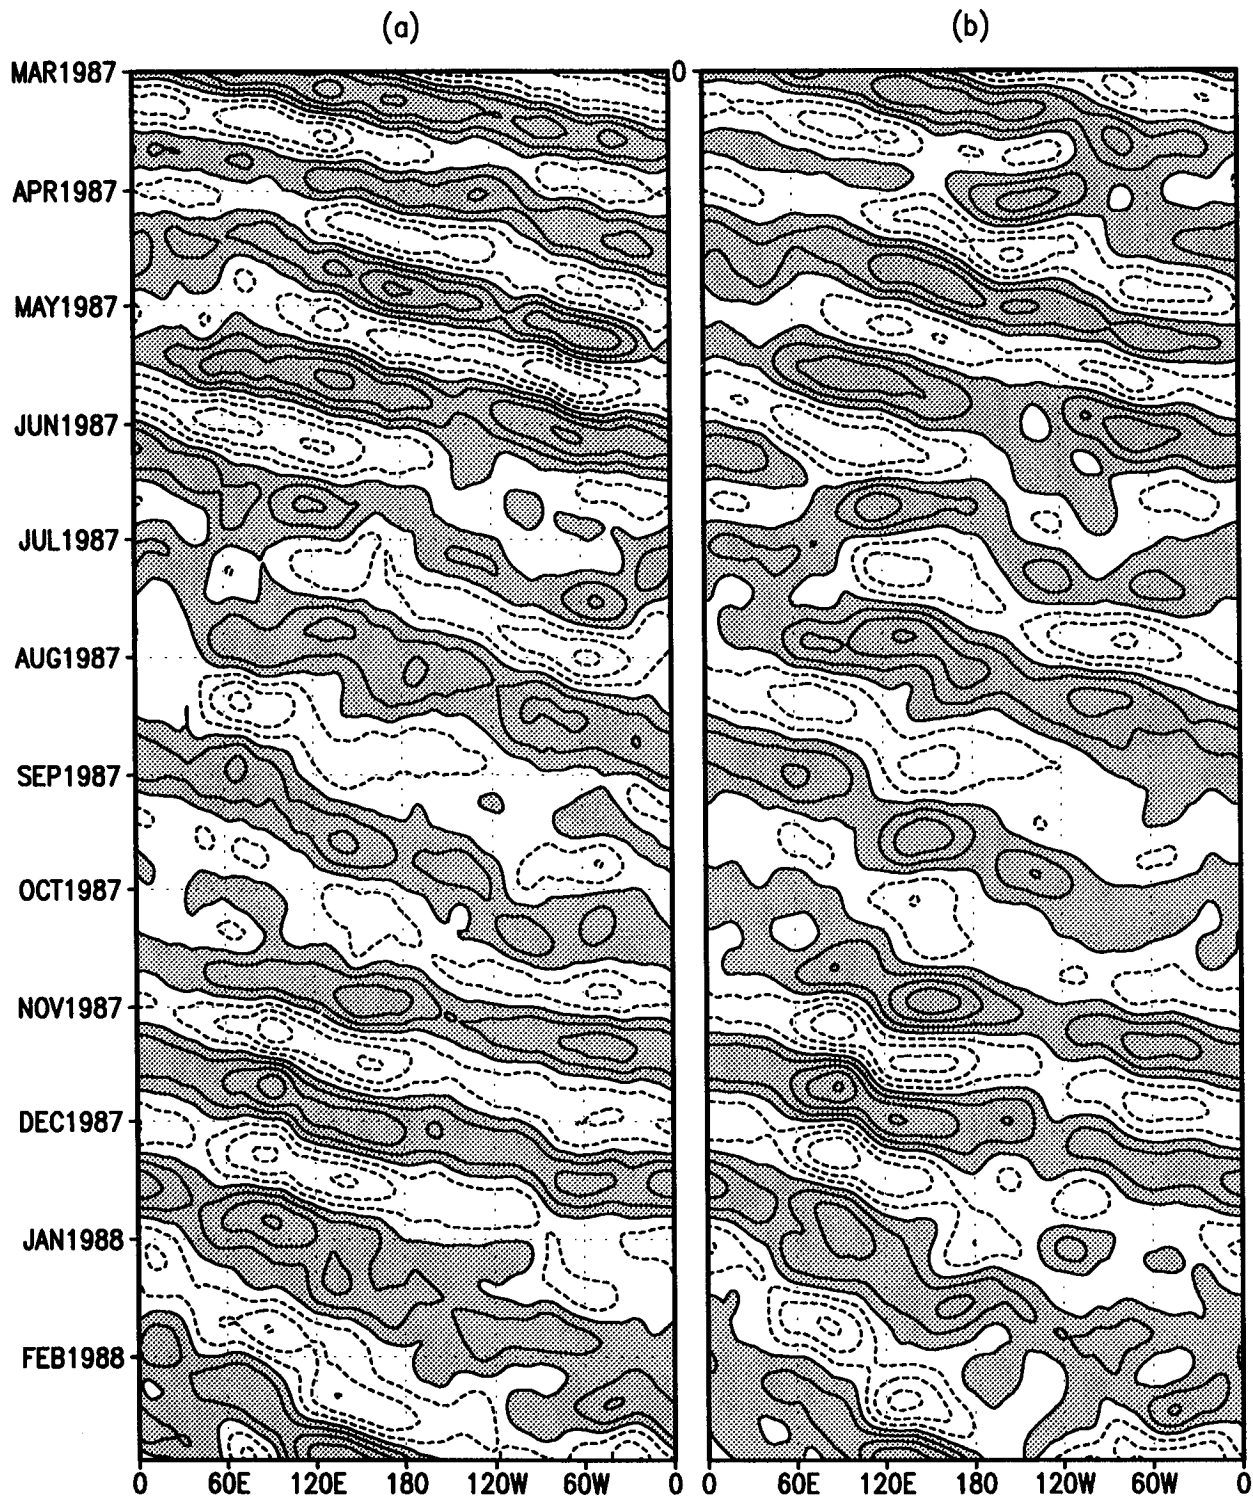 (a) (b)
MAR1987 0
APR1987
MAY1987
JUN1987
JUL1987
AUG1987
SEP1987
OCT1987
NOV1987
DEC1987
JAN1988
FEB1988
0 60E 120E 180 120W 60W 0 0 60E 120E 180 120W 60W 0